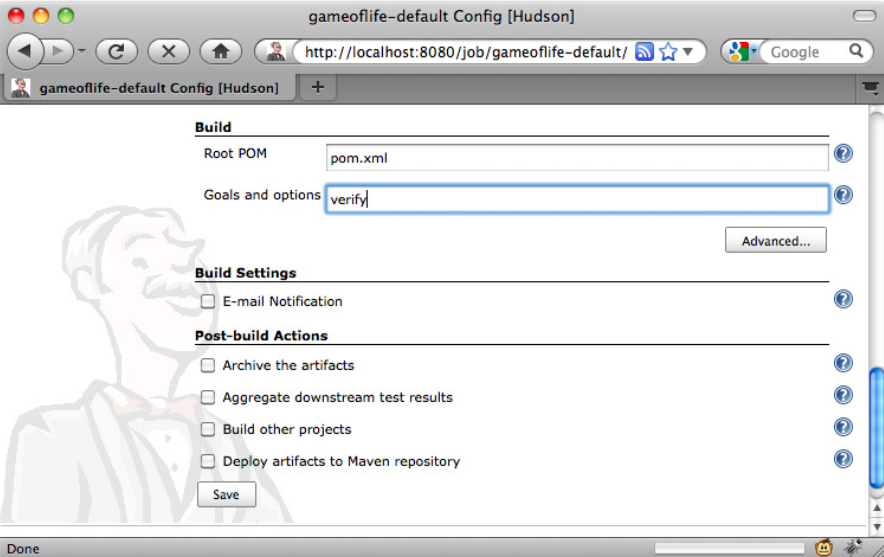 gameoflife-default Config [Hudson]
http://localhost:8080/job/gameoflife-default/
Google
gameoflife-default Config [Hudson]
Build
Root POM
pom.xml
Goals and options
verify
Advanced...
Build Settings
E-mail Notification
Post-build Actions
Archive the artifacts
Aggregate downstream test results
Build other projects
Deploy artifacts to Maven repository
Save
Done